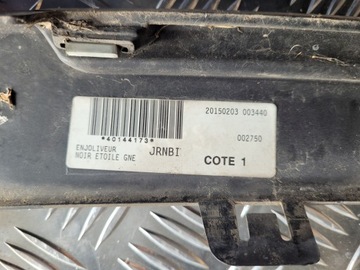 20150203 003440
*40144173*
002750
ENJOLIVEUR
NOIR ETOILE GNE
JRNBI
COTE 1